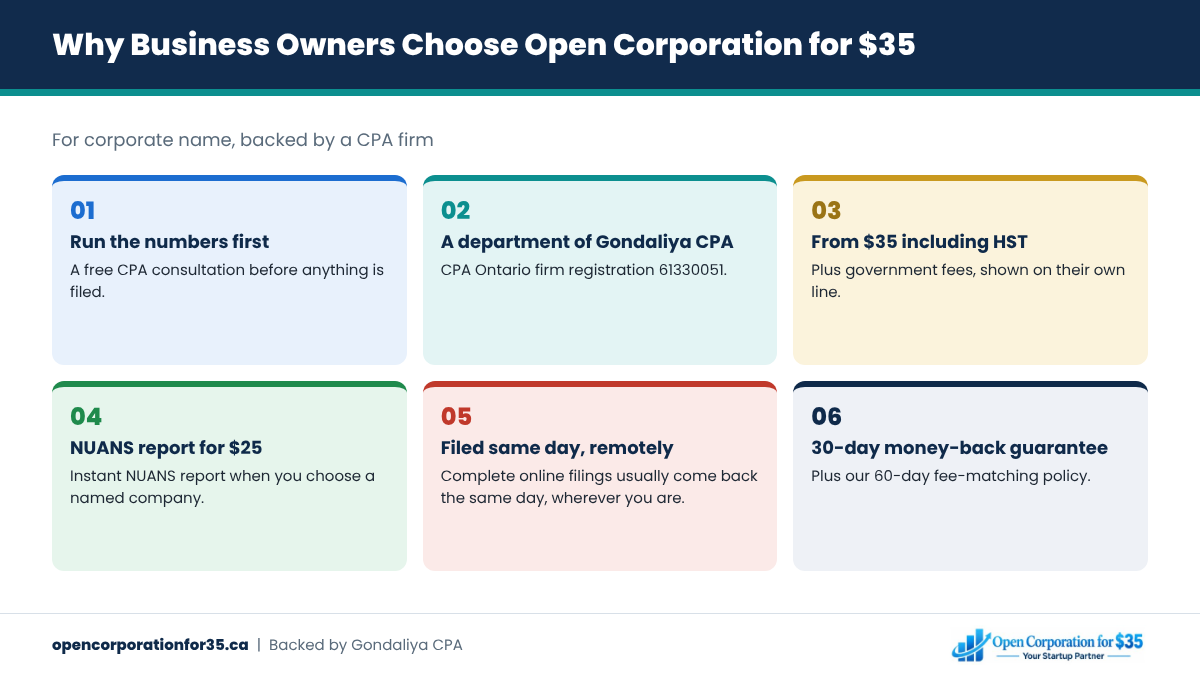 Why Business Owners Choose Open Corporation for $35
For corporate name, backed by a CPA firm
01
Run the numbers first
A free CPA consultation before anything is
filed.
02
A department of Gondaliya CPA
CPA Ontario firm registration 61330051.
03
From $35 including HST
Plus government fees, shown on their own
line.
04
NUANS report for $25
Instant NUANS report when you choose a
named company.
05
Filed same day, remotely
Complete online filings usually come back
the same day, wherever you are.
06
30-day money-back guarantee
Plus our 60-day fee-matching policy.
opencorporationfor35.ca | Backed by Gondaliya CPA
Open Corporation for $35
Your Startup Partner